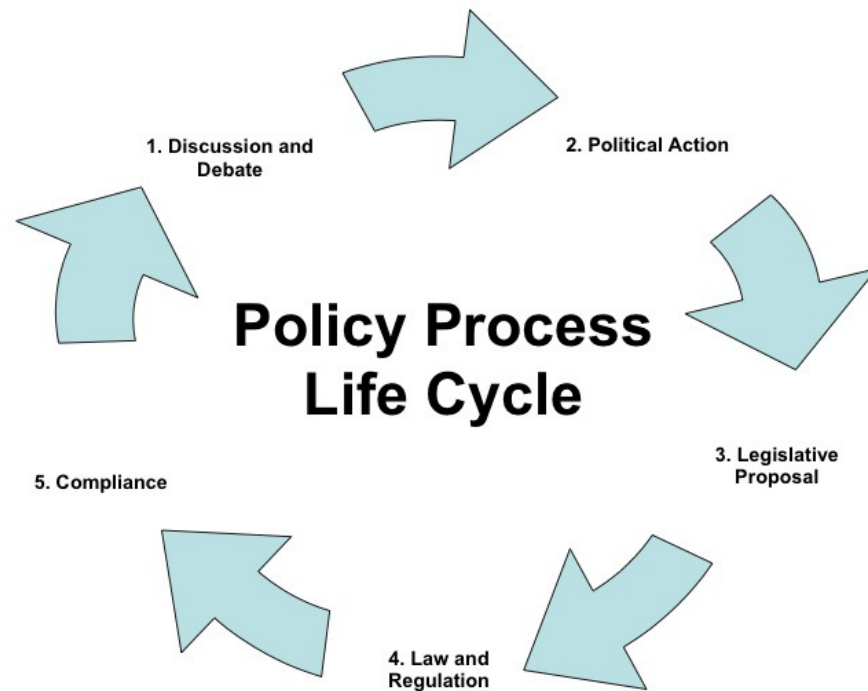 1. Discussion and
Debate
2. Political Action
Policy Process
Life Cycle
3. Legislative
Proposal
5. Compliance
4. Law and
Regulation